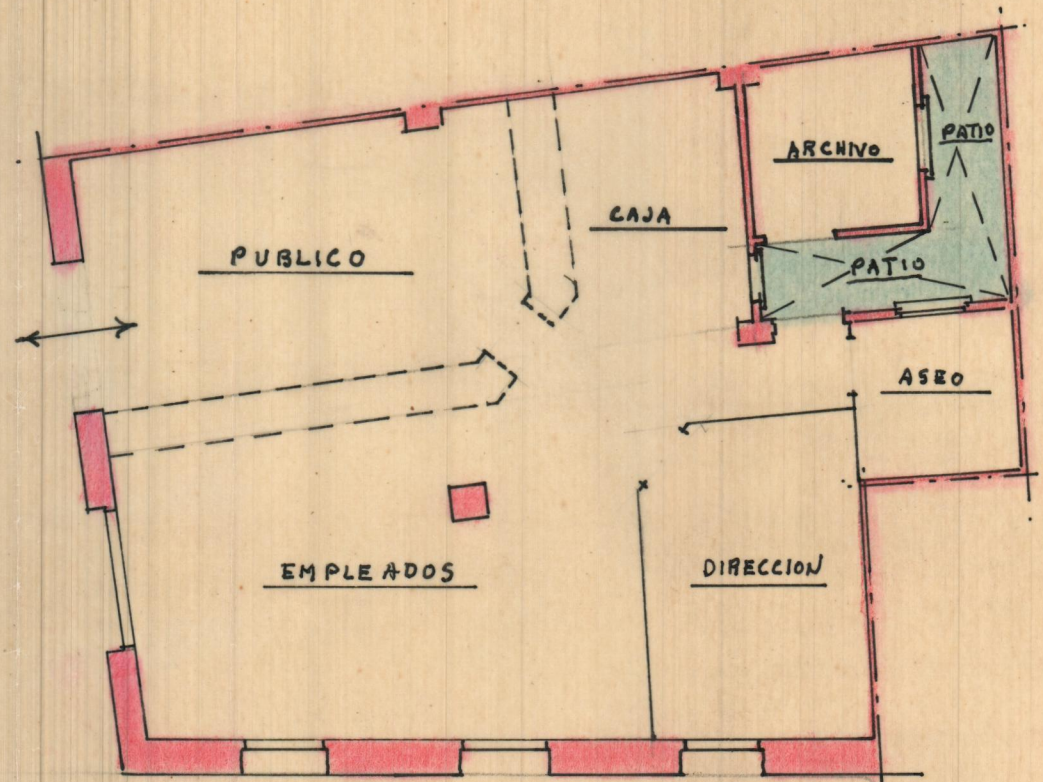 PATIO
ARCHIVO
CAJA
PUBLICO
PATIO
ASEO
EMPLEADOS
DIRECCION